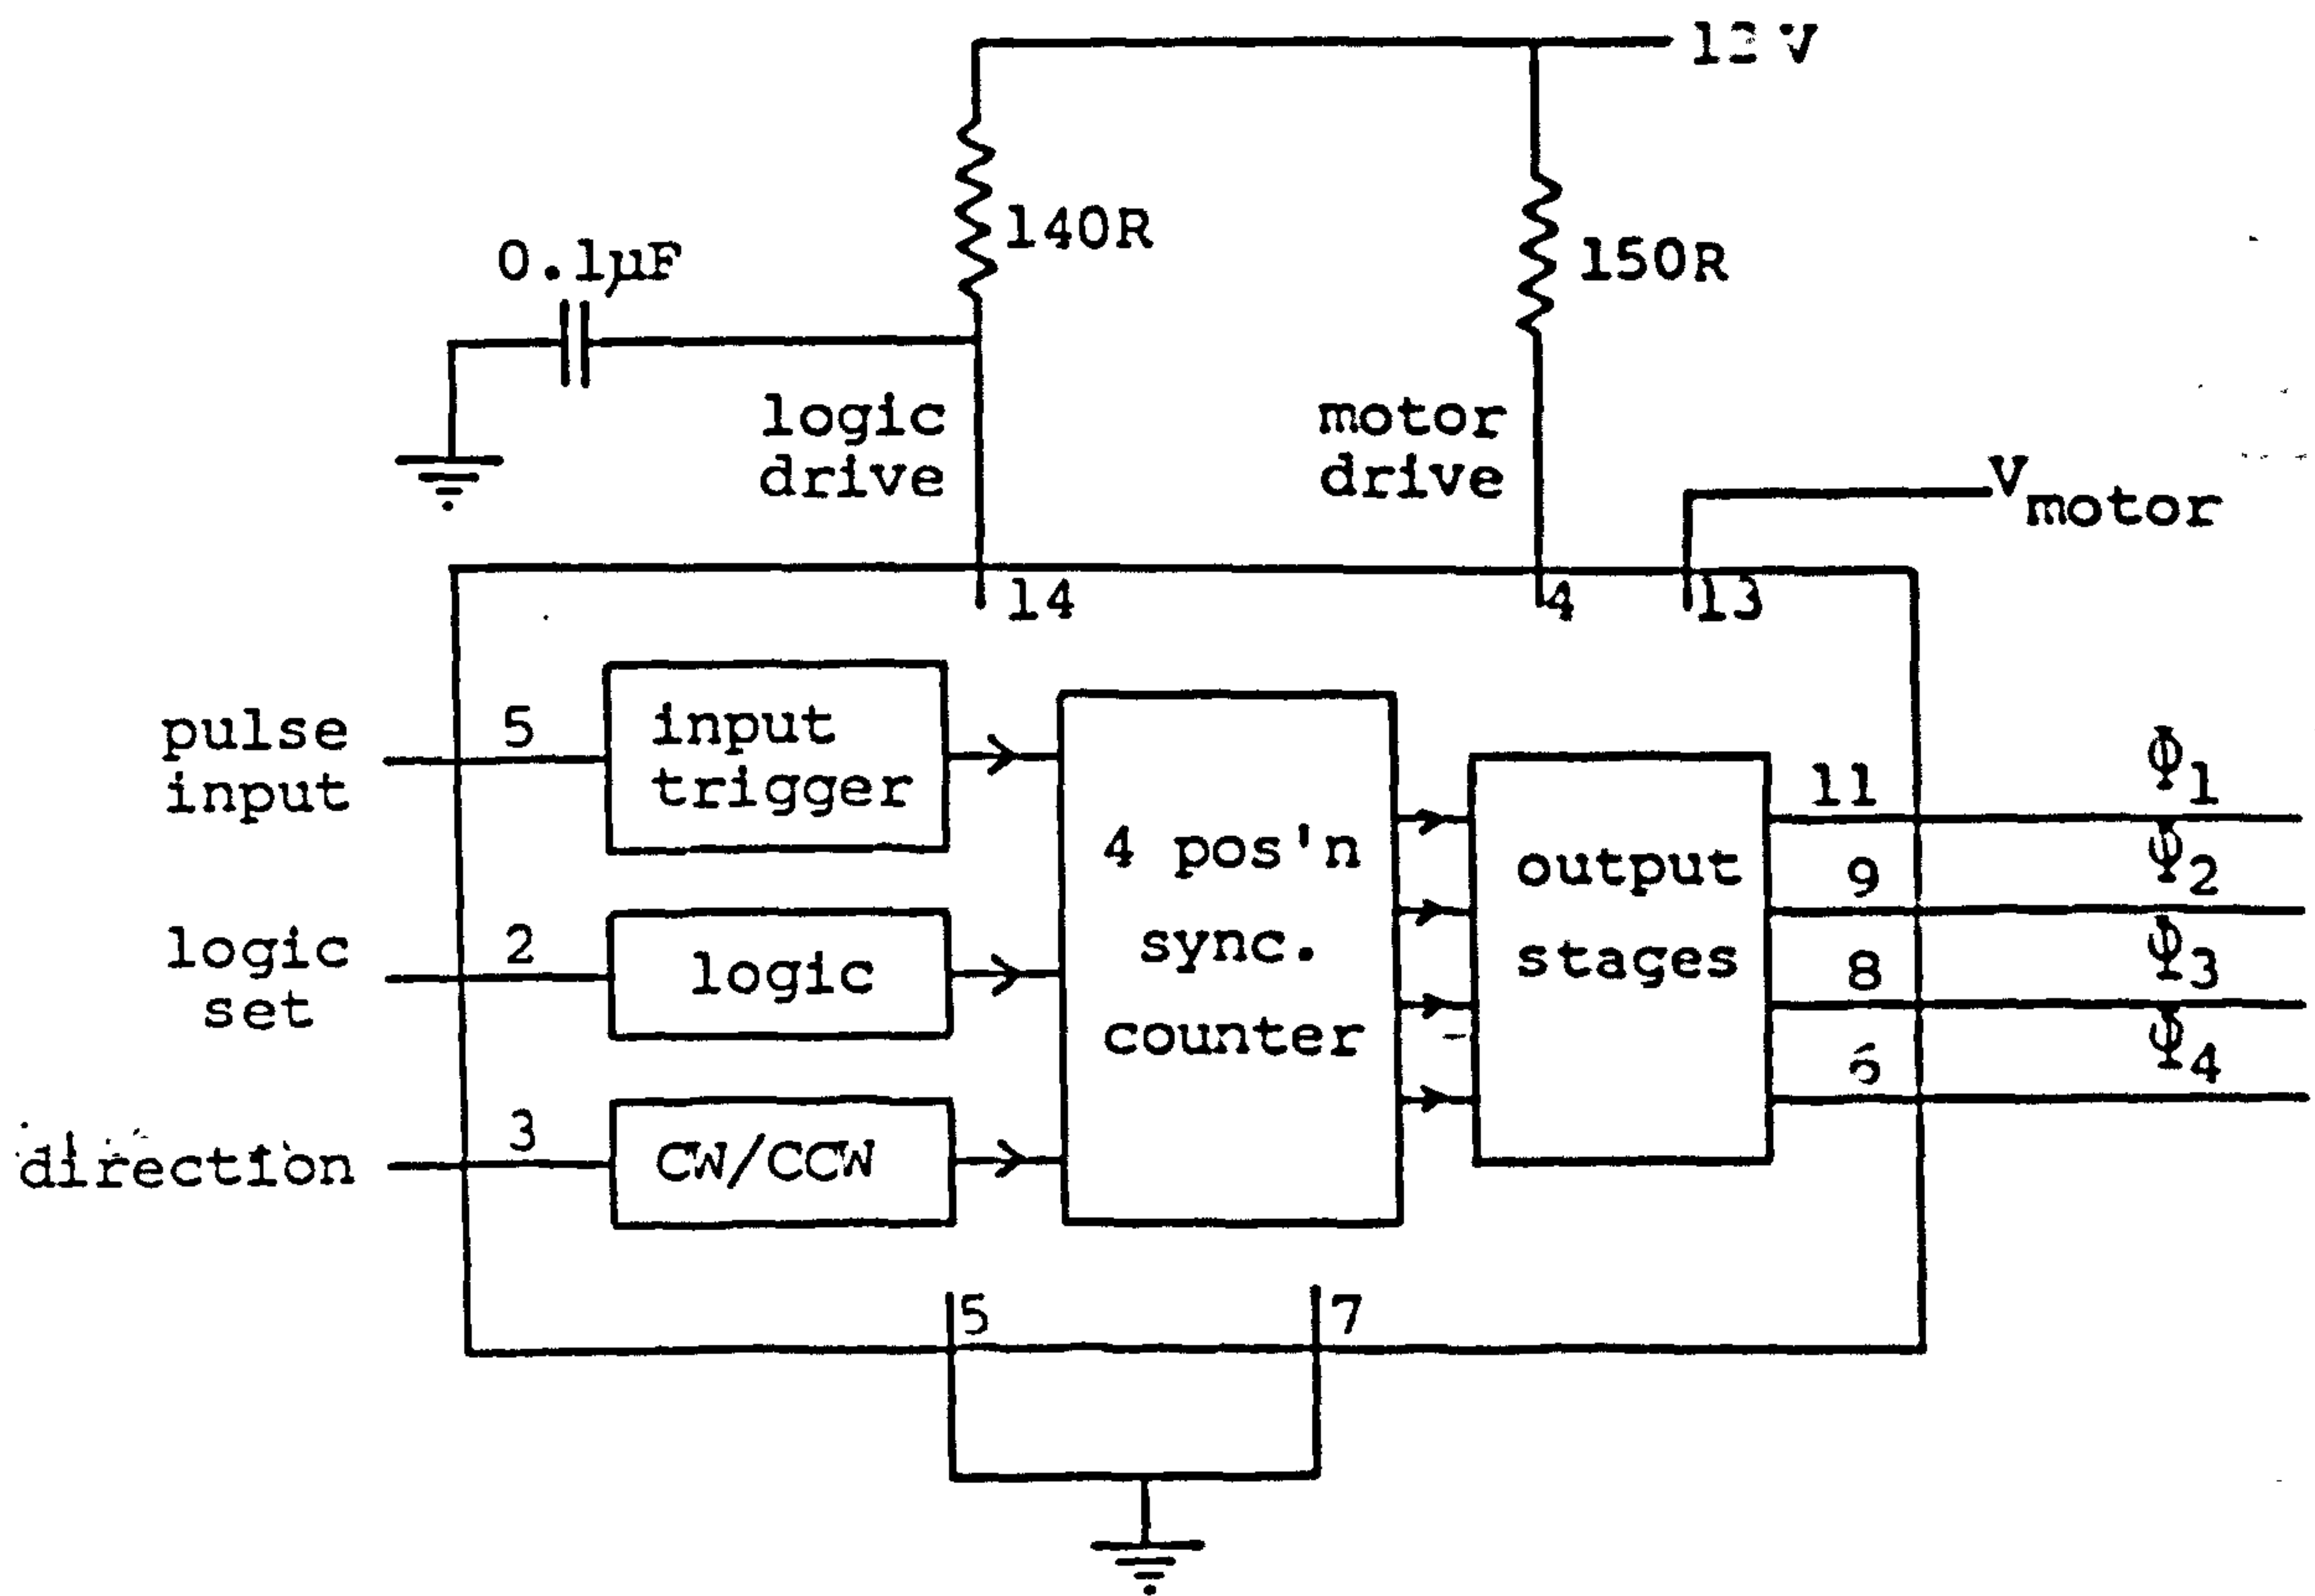 12V
140R
150R
0.1µF
logic
drive
motor
drive
V motor
14
4
13
pulse
input
5
input
trigger
logic
set
2
logic
direction
3
CW/CCW
4 pos'n
sync.
counter
output
stages
11
Φ1
9
Φ2
8
Φ3
6
Φ4
5
7